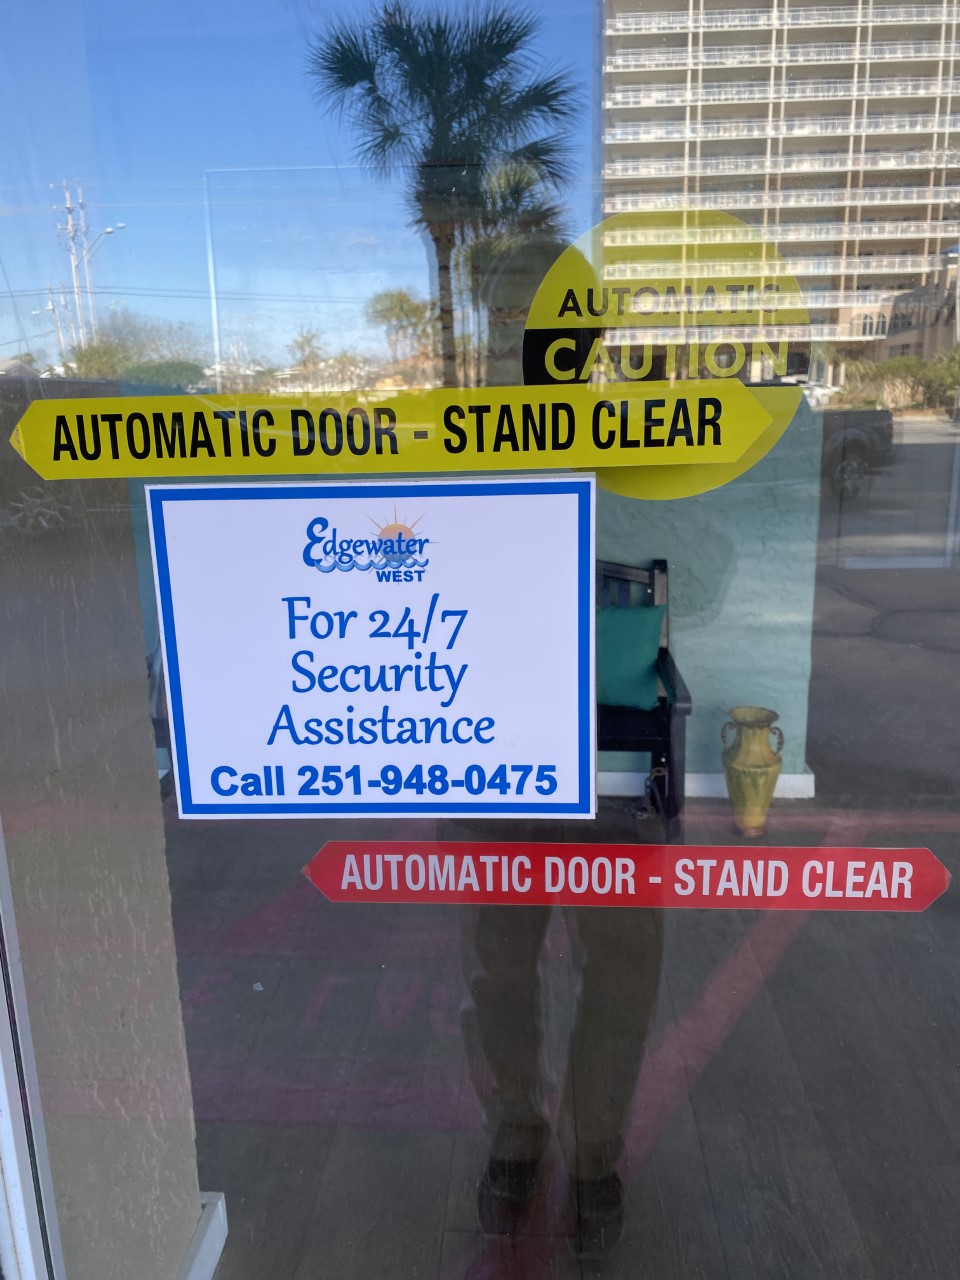 AUTOMATIC
CAUTION
AUTOMATIC DOOR - STAND CLEAR
Edgewater
WEST
For 24/7
Security
Assistance
Call 251-948-0475
AUTOMATIC DOOR - STAND CLEAR